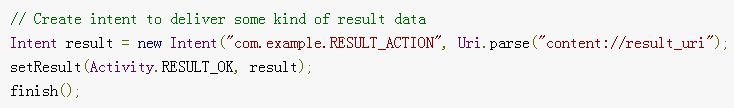 // Create intent to deliver some kind of result data
Intent result = new Intent("com.example.RESULT_ACTION", Uri.parse("content://result_uri");
setResult(Activity.RESULT_OK, result);
finish();